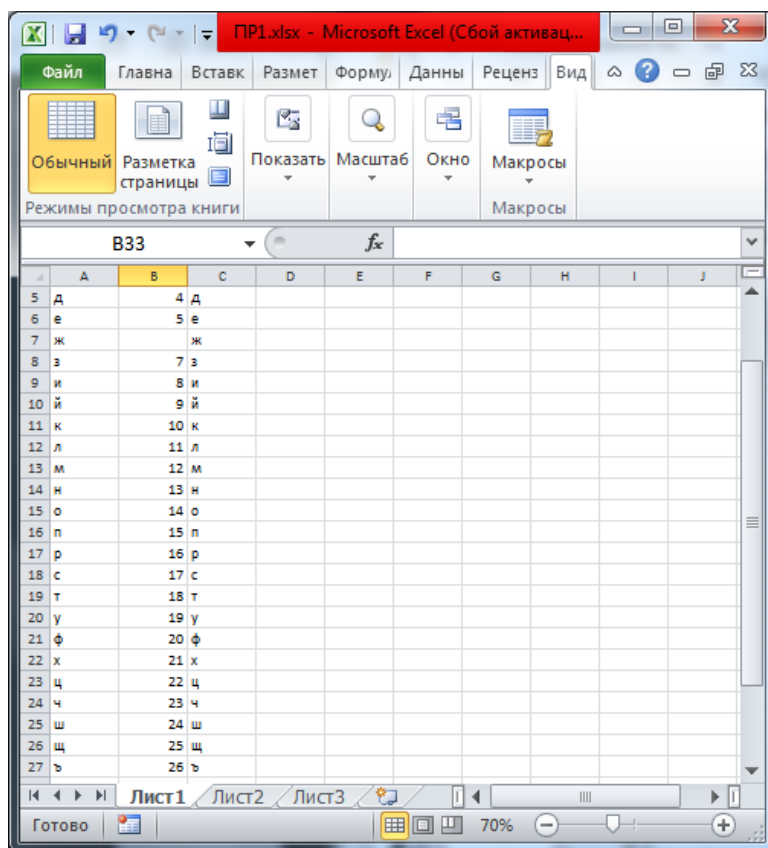 ПР1.xlsx - Microsoft Excel (Сбой активац...
Файл Главна Вставк Размет Формул Данны Реценз Вид
Обычный Разметка страницы Показать Масштаб Окно Макросы
Режимы просмотра книги Макросы
B33 fx
A B C D E F G H I J
5 д 4 д
6 е 5 е
7 ж ж
8 з 7 з
9 и 8 и
10 й 9 й
11 к 10 к
12 л 11 л
13 м 12 м
14 н 13 н
15 о 14 о
16 п 15 п
17 р 16 р
18 с 17 с
19 т 18 т
20 у 19 у
21 ф 20 ф
22 х 21 х
23 ц 22 ц
24 ч 23 ч
25 ш 24 ш
26 щ 25 щ
27 ъ 26 ъ
Лист1 Лист2 Лист3
Готово 70%